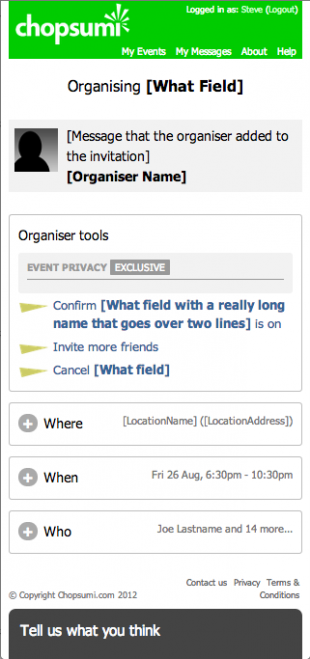 Logged in as: Steve (Logout)
chopsumi
My Events My Messages About Help
Organising [What Field]
[Message that the organiser added to
the invitation]
[Organiser Name]
Organiser tools
EVENT PRIVACY EXCLUSIVE
Confirm [What field with a really long
name that goes over two lines] is on
Invite more friends
Cancel [What field]
Where [LocationName] ([LocationAddress])
When Fri 26 Aug, 6:30pm - 10:30pm
Who Joe Lastname and 14 more...
Contact us Privacy Terms &
© Copyright Chopsumi.com 2012 Conditions
Tell us what you think